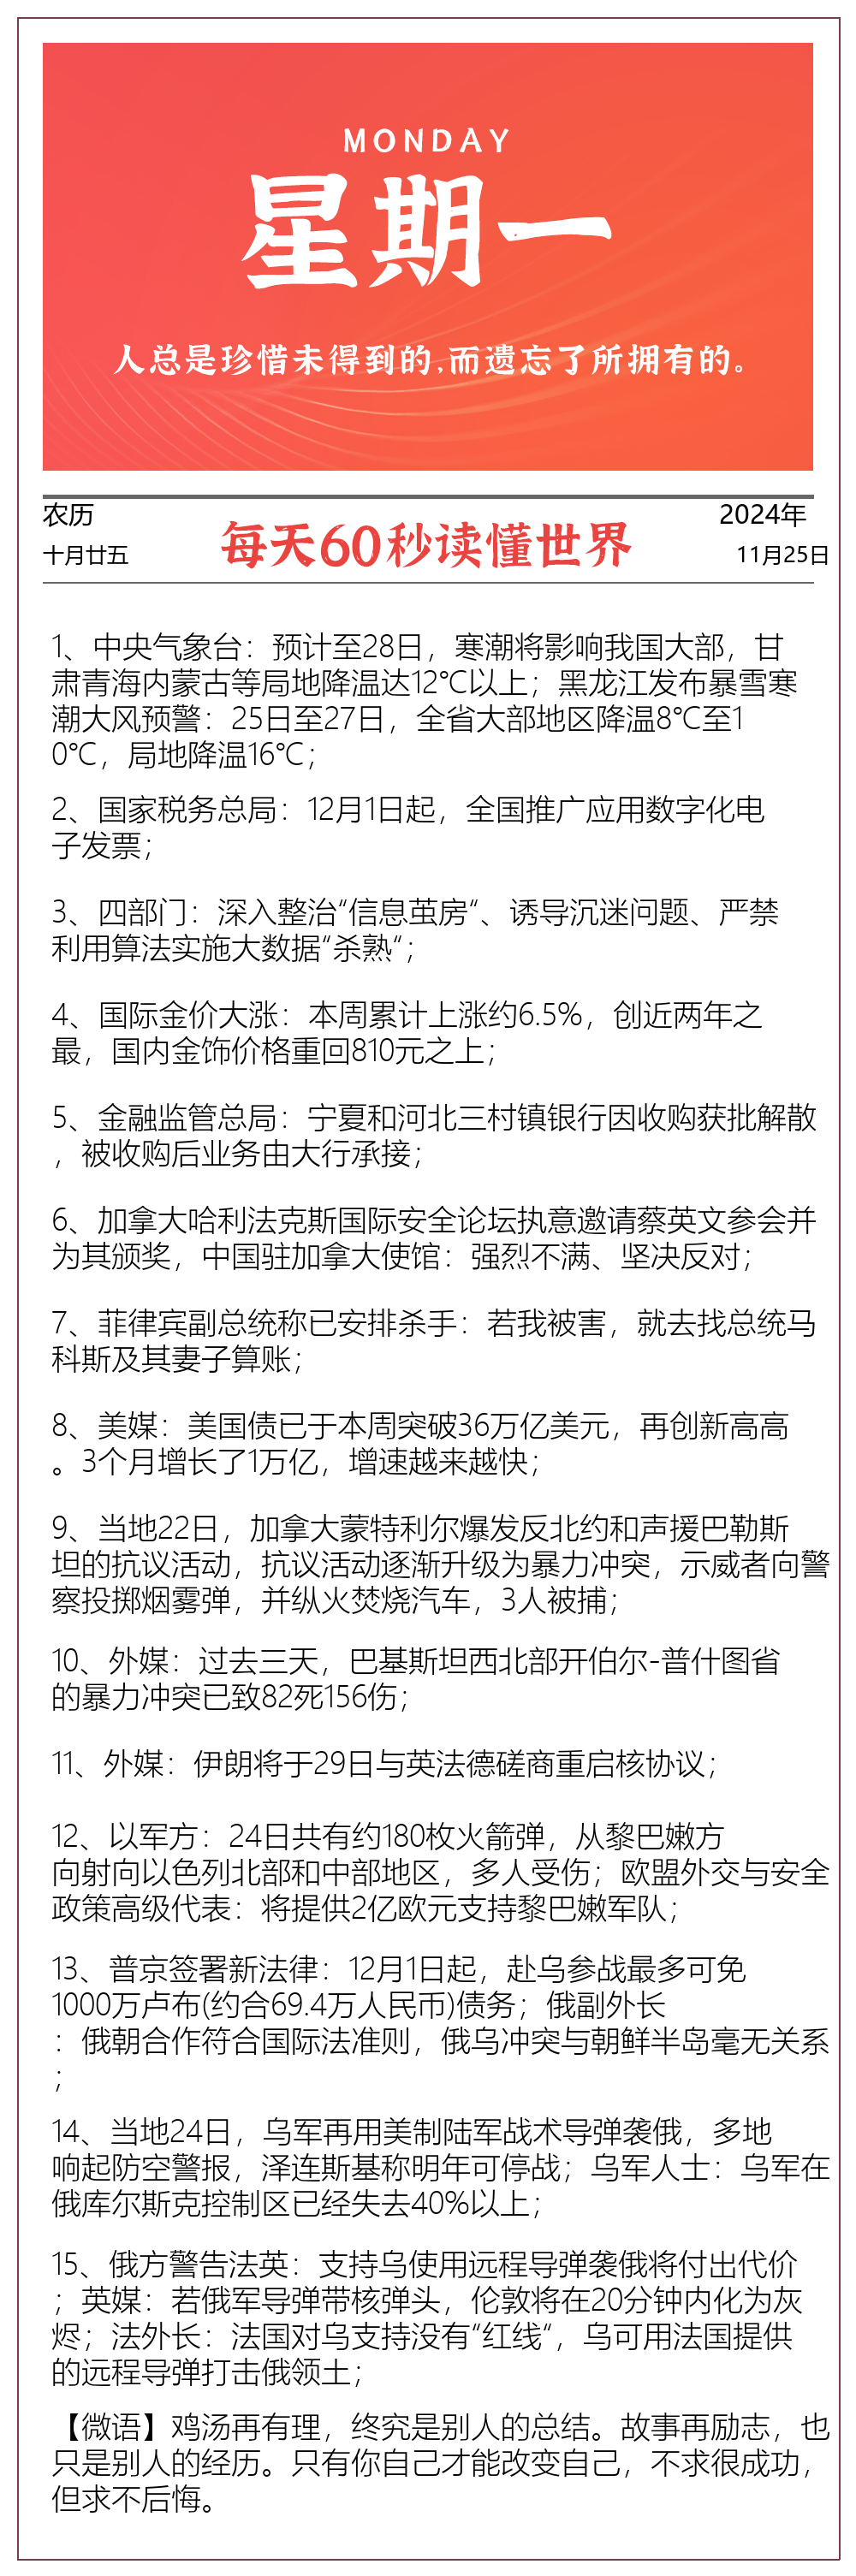 MONDAY
星期一
人总是珍惜未得到的,而遗忘了所拥有的。
农历
十月廿五
每天60秒读懂世界
2024年
11月25日
1、中央气象台：预计至28日，寒潮将影响我国大部，甘
肃青海内蒙古等局地降温达12℃以上；黑龙江发布暴雪寒
潮大风预警：25日至27日，全省大部地区降温8℃至1
0℃，局地降温16℃；
2、国家税务总局：12月1日起，全国推广应用数字化电
子发票；
3、四部门：深入整治“信息茧房“、诱导沉迷问题、严禁
利用算法实施大数据“杀熟“；
4、国际金价大涨：本周累计上涨约6.5%，创近两年之
最，国内金饰价格重回810元之上；
5、金融监管总局：宁夏和河北三村镇银行因收购获批解散
，被收购后业务由大行承接；
6、加拿大哈利法克斯国际安全论坛执意邀请蔡英文参会并
为其颁奖，中国驻加拿大使馆：强烈不满、坚决反对；
7、菲律宾副总统称已安排杀手：若我被害，就去找总统马
科斯及其妻子算账；
8、美媒：美国债已于本周突破36万亿美元，再创新高高
。3个月增长了1万亿，增速越来越快；
9、当地22日，加拿大蒙特利尔爆发反北约和声援巴勒斯
坦的抗议活动，抗议活动逐渐升级为暴力冲突，示威者向警
察投掷烟雾弹，并纵火焚烧汽车，3人被捕；
10、外媒：过去三天，巴基斯坦西北部开伯尔-普什图省
的暴力冲突已致82死156伤；
11、外媒：伊朗将于29日与英法德磋商重启核协议；
12、以军方：24日共有约180枚火箭弹，从黎巴嫩方
向射向以色列北部和中部地区，多人受伤；欧盟外交与安全
政策高级代表：将提供2亿欧元支持黎巴嫩军队；
13、普京签署新法律：12月1日起，赴乌参战最多可免
1000万卢布(约合69.4万人民币)债务；俄副外长
：俄朝合作符合国际法准则，俄乌冲突与朝鲜半岛毫无关系
；
14、当地24日，乌军再用美制陆军战术导弹袭俄，多地
响起防空警报，泽连斯基称明年可停战；乌军人士：乌军在
俄库尔斯克控制区已经失去40%以上；
15、俄方警告法英：支持乌使用远程导弹袭俄将付出代价
；英媒：若俄军导弹带核弹头，伦敦将在20分钟内化为灰
烬；法外长：法国对乌支持没有“红线“，乌可用法国提供
的远程导弹打击俄领土；
【微语】鸡汤再有理，终究是别人的总结。故事再励志，也
只是别人的经历。只有你自己才能改变自己，不求很成功，
但求不后悔。